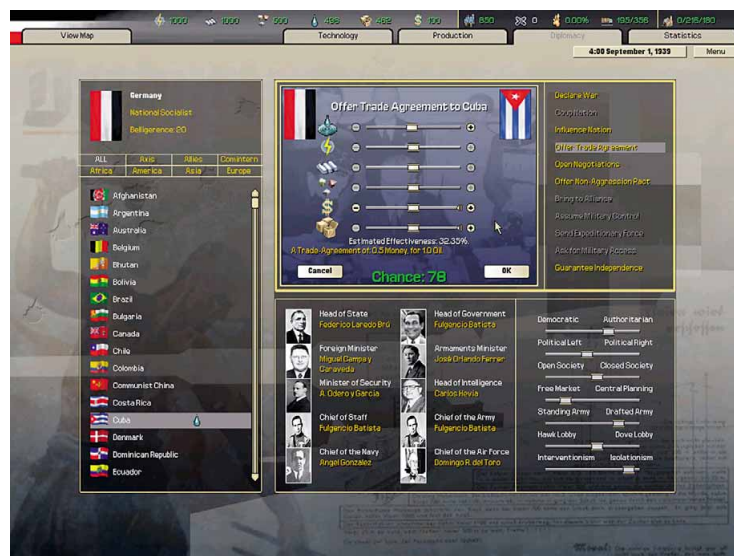 1000 1000 500 495 462 $ 100 850 0 0.00% 195/356 0/215/180
View Map Technology Production Diplomacy Statistics
4:00 September 1, 1939 Menu
Germany
National Socialist
Belligerence: 20
ALL Axis Allies Comintern
Africa America Asia Europe
Afghanistan
Argentina
Australia
Belgium
Bhutan
Bolivia
Brazil
Bulgaria
Canada
Chile
Colombia
Communist China
Costa Rica
Cuba
Denmark
Dominican Republic
Ecuador
Offer Trade Agreement to Cuba
Estimated Effectiveness: 32.35%.
A Trade-Agreement of: 0.5 Money, for 1.0 Oil.
Cancel OK
Chance: 78
Declare War
Coup Nation
Influence Nation
Offer Trade Agreement
Open Negotiations
Offer Non-Aggression Pact
Bring to Alliance
Assume Military Control
Send Expeditionary Force
Ask for Military Access
Guarantee Independence
Head of State
Federico Laredo Brú
Head of Government
Fulgencio Batista
Foreign Minister
Miguel Campa y
Caraveda
Armaments Minister
José Orlando Ferrer
Minister of Security
A. Odero y Garcia
Head of Intelligence
Carlos Hevia
Chief of Staff
Fulgencio Batista
Chief of the Army
Fulgencio Batista
Chief of the Navy
Angel Gonzalez
Chief of the Air Force
Domingo R. del Toro
Democratic Authoritarian
Political Left Political Right
Open Society Closed Society
Free Market Central Planning
Standing Army Drafted Army
Hawk Lobby Dove Lobby
Interventionism Isolationism